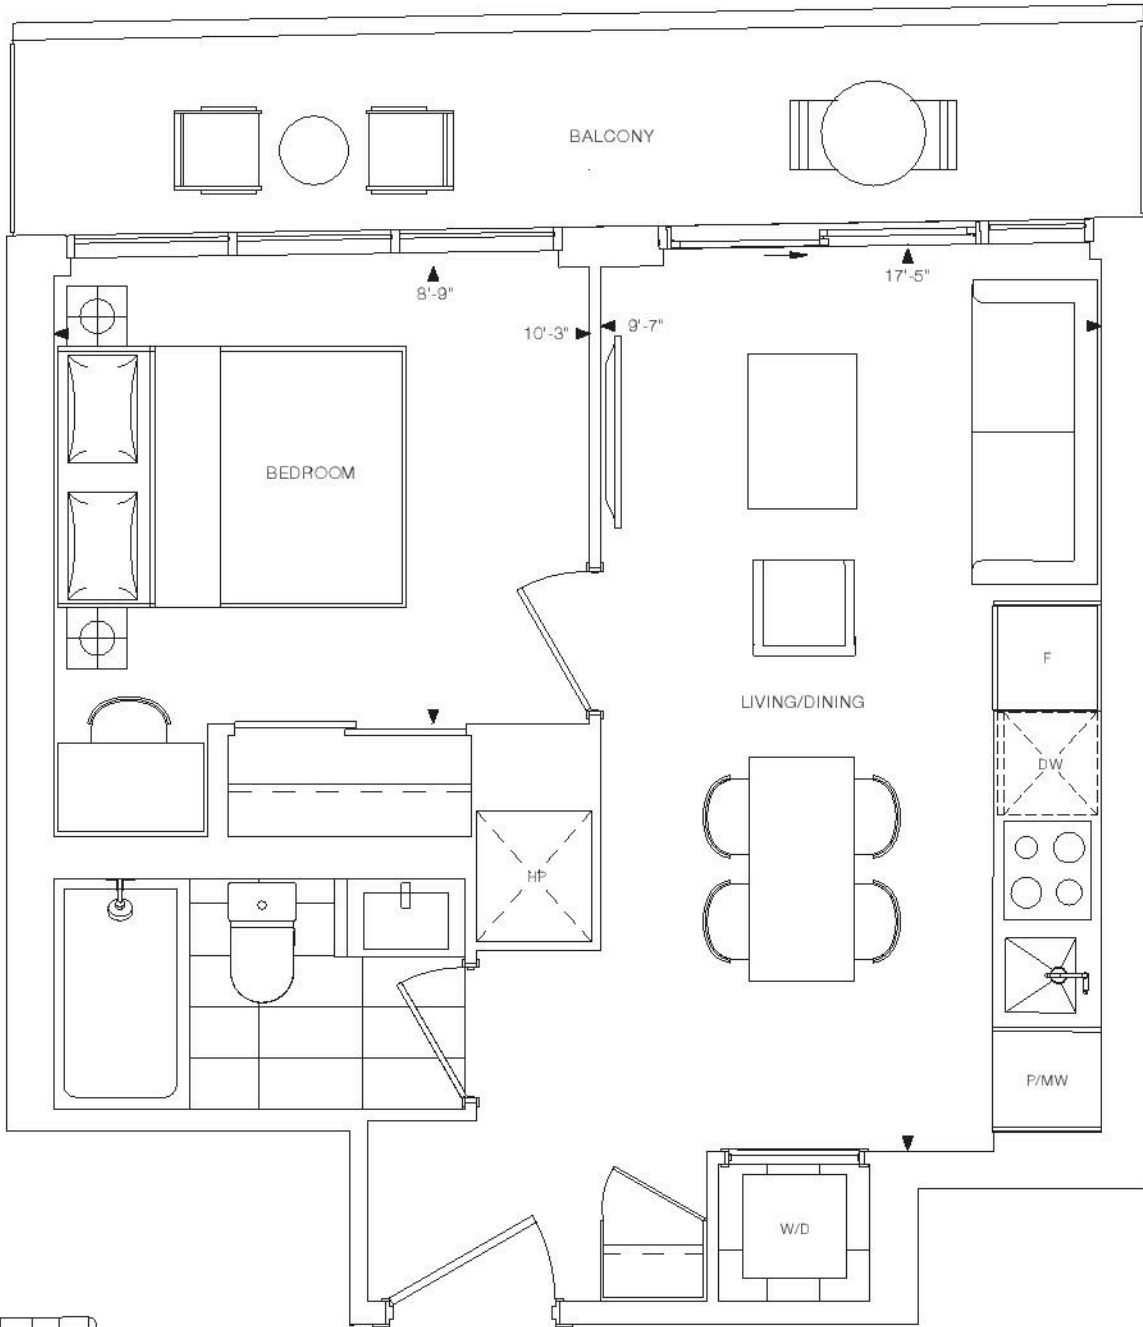 BALCONY
8'-9"
17'-5"
10'-3"
9'-7"
BEDROOM
F
LIVING/DINING
DW
HP
P/MW
W/D